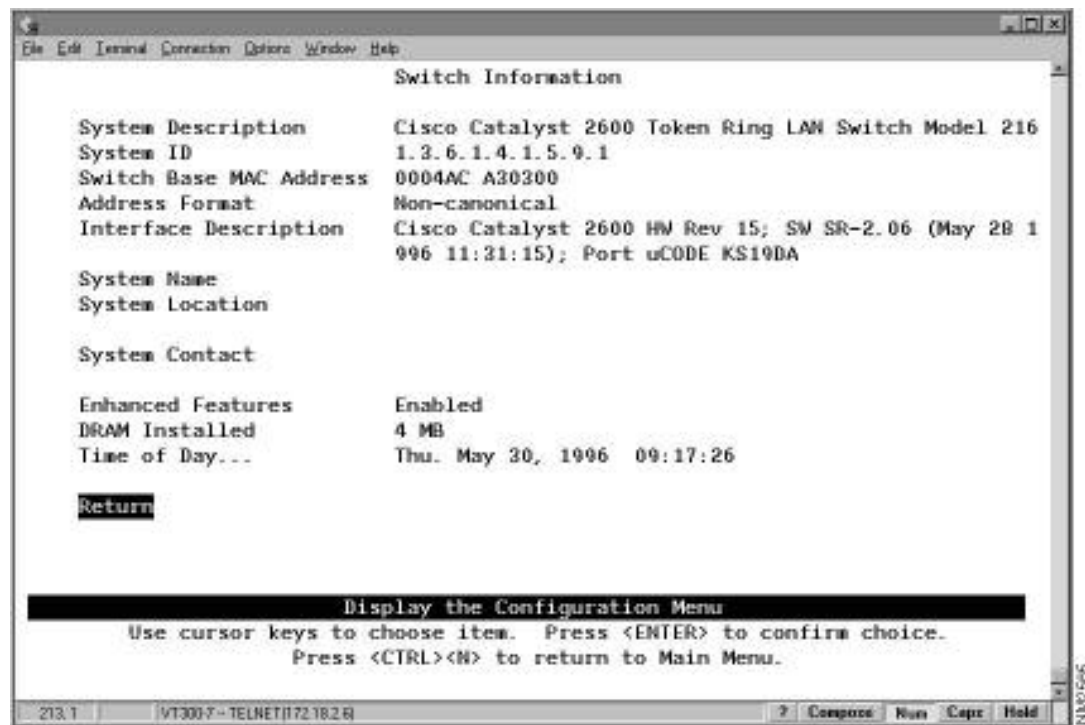 File Edit Terminal Connection Options Window Help
Switch Information
System Description Cisco Catalyst 2600 Token Ring LAN Switch Model 216
System ID 1.3.6.1.4.1.5.9.1
Switch Base MAC Address 0004AC A30300
Address Format Non-canonical
Interface Description Cisco Catalyst 2600 HW Rev 15; SW SR-2.06 (May 28 1
996 11:31:15); Port uCODE KS19DA
System Name
System Location
System Contact
Enhanced Features Enabled
DRAM Installed 4 MB
Time of Day... Thu. May 30, 1996 09:17:26
Return
Display the Configuration Menu
Use cursor keys to choose item. Press <ENTER> to confirm choice.
Press <CTRL><N> to return to Main Menu.
213,1 VT300-7 -- TELNET(172.18.2.6) ? Compose Num Caps Hold